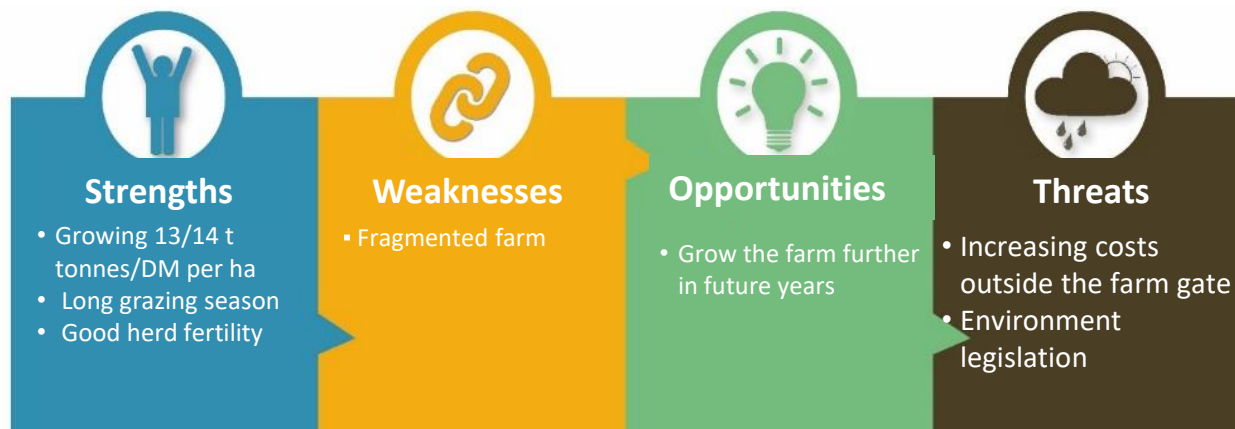 Strengths
• Growing 13/14 t
tonnes/DM per ha
• Long grazing season
• Good herd fertility
Weaknesses
▪ Fragmented farm
Opportunities
• Grow the farm further
in future years
Threats
• Increasing costs
outside the farm gate
• Environment
legislation